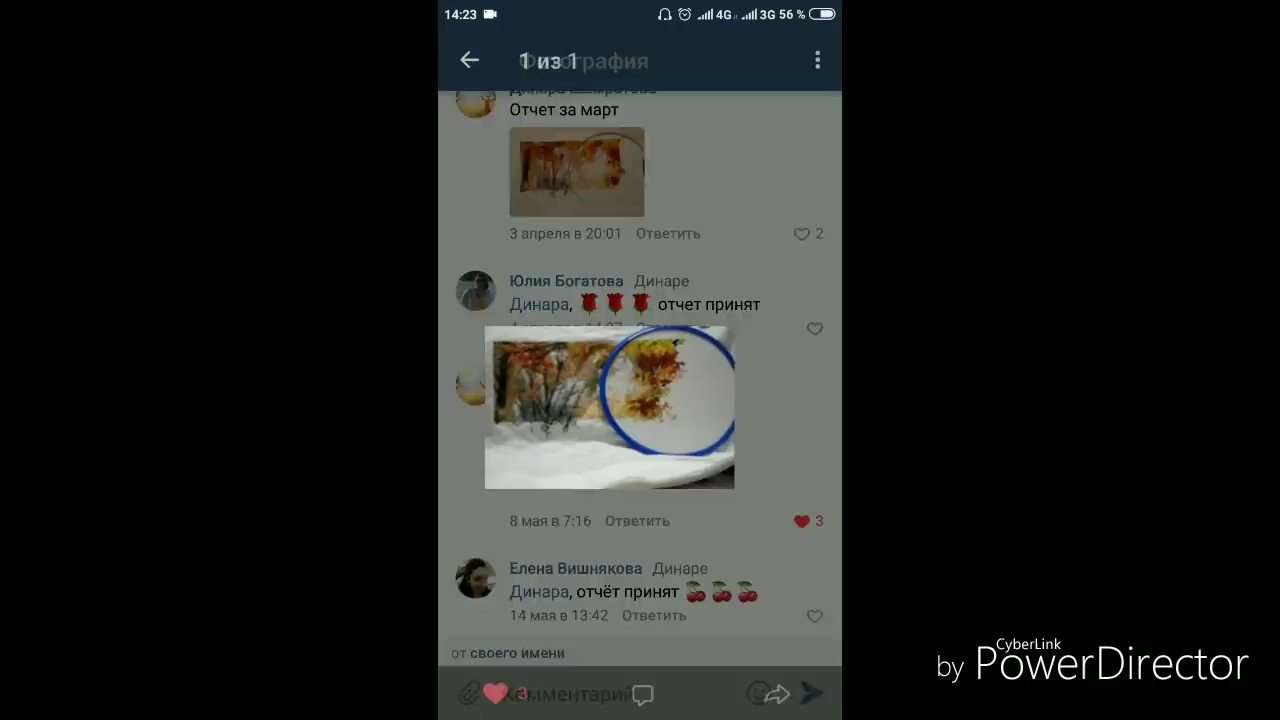 14:23
4G 3G 56 %
1 из 1
Отчет за март
3 апреля в 20:01 Ответить 2
Юлия Богатова Динаре
Динара, отчет принят
8 мая в 7:16 Ответить 3
Елена Вишнякова Динаре
Динара, отчёт принят
14 мая в 13:42 Ответить
от своего имени
3 Комментарий
CyberLink
by PowerDirector